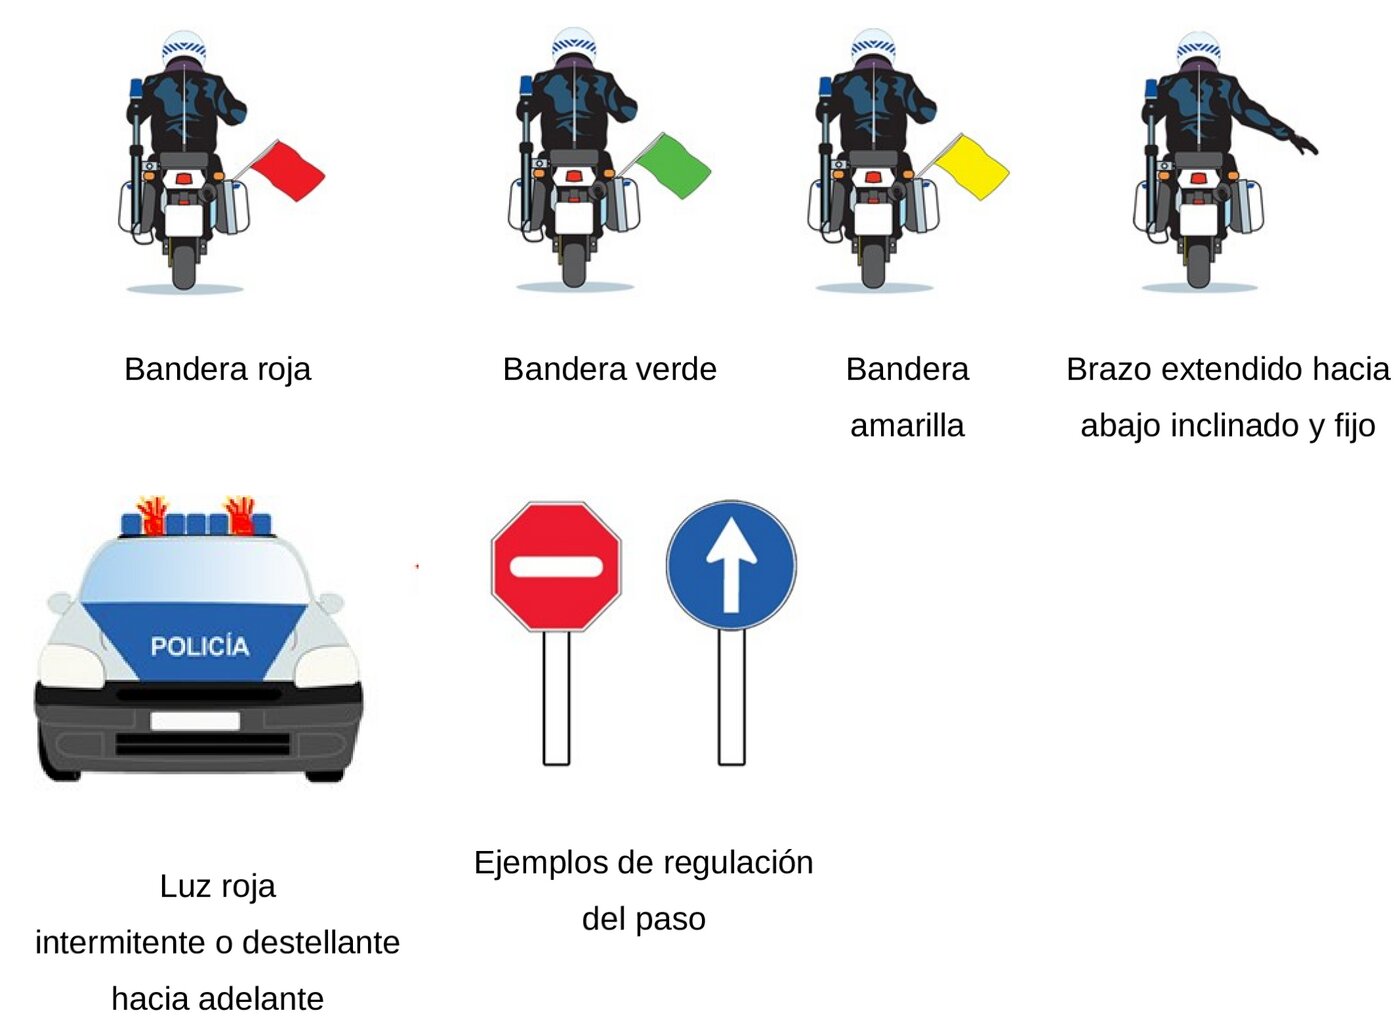 Bandera roja
Bandera verde
Bandera
amarilla
Brazo extendido hacia
abajo inclinado y fijo
POLICÍA
Luz roja
intermitente o destellante
hacia adelante
Ejemplos de regulación
del paso